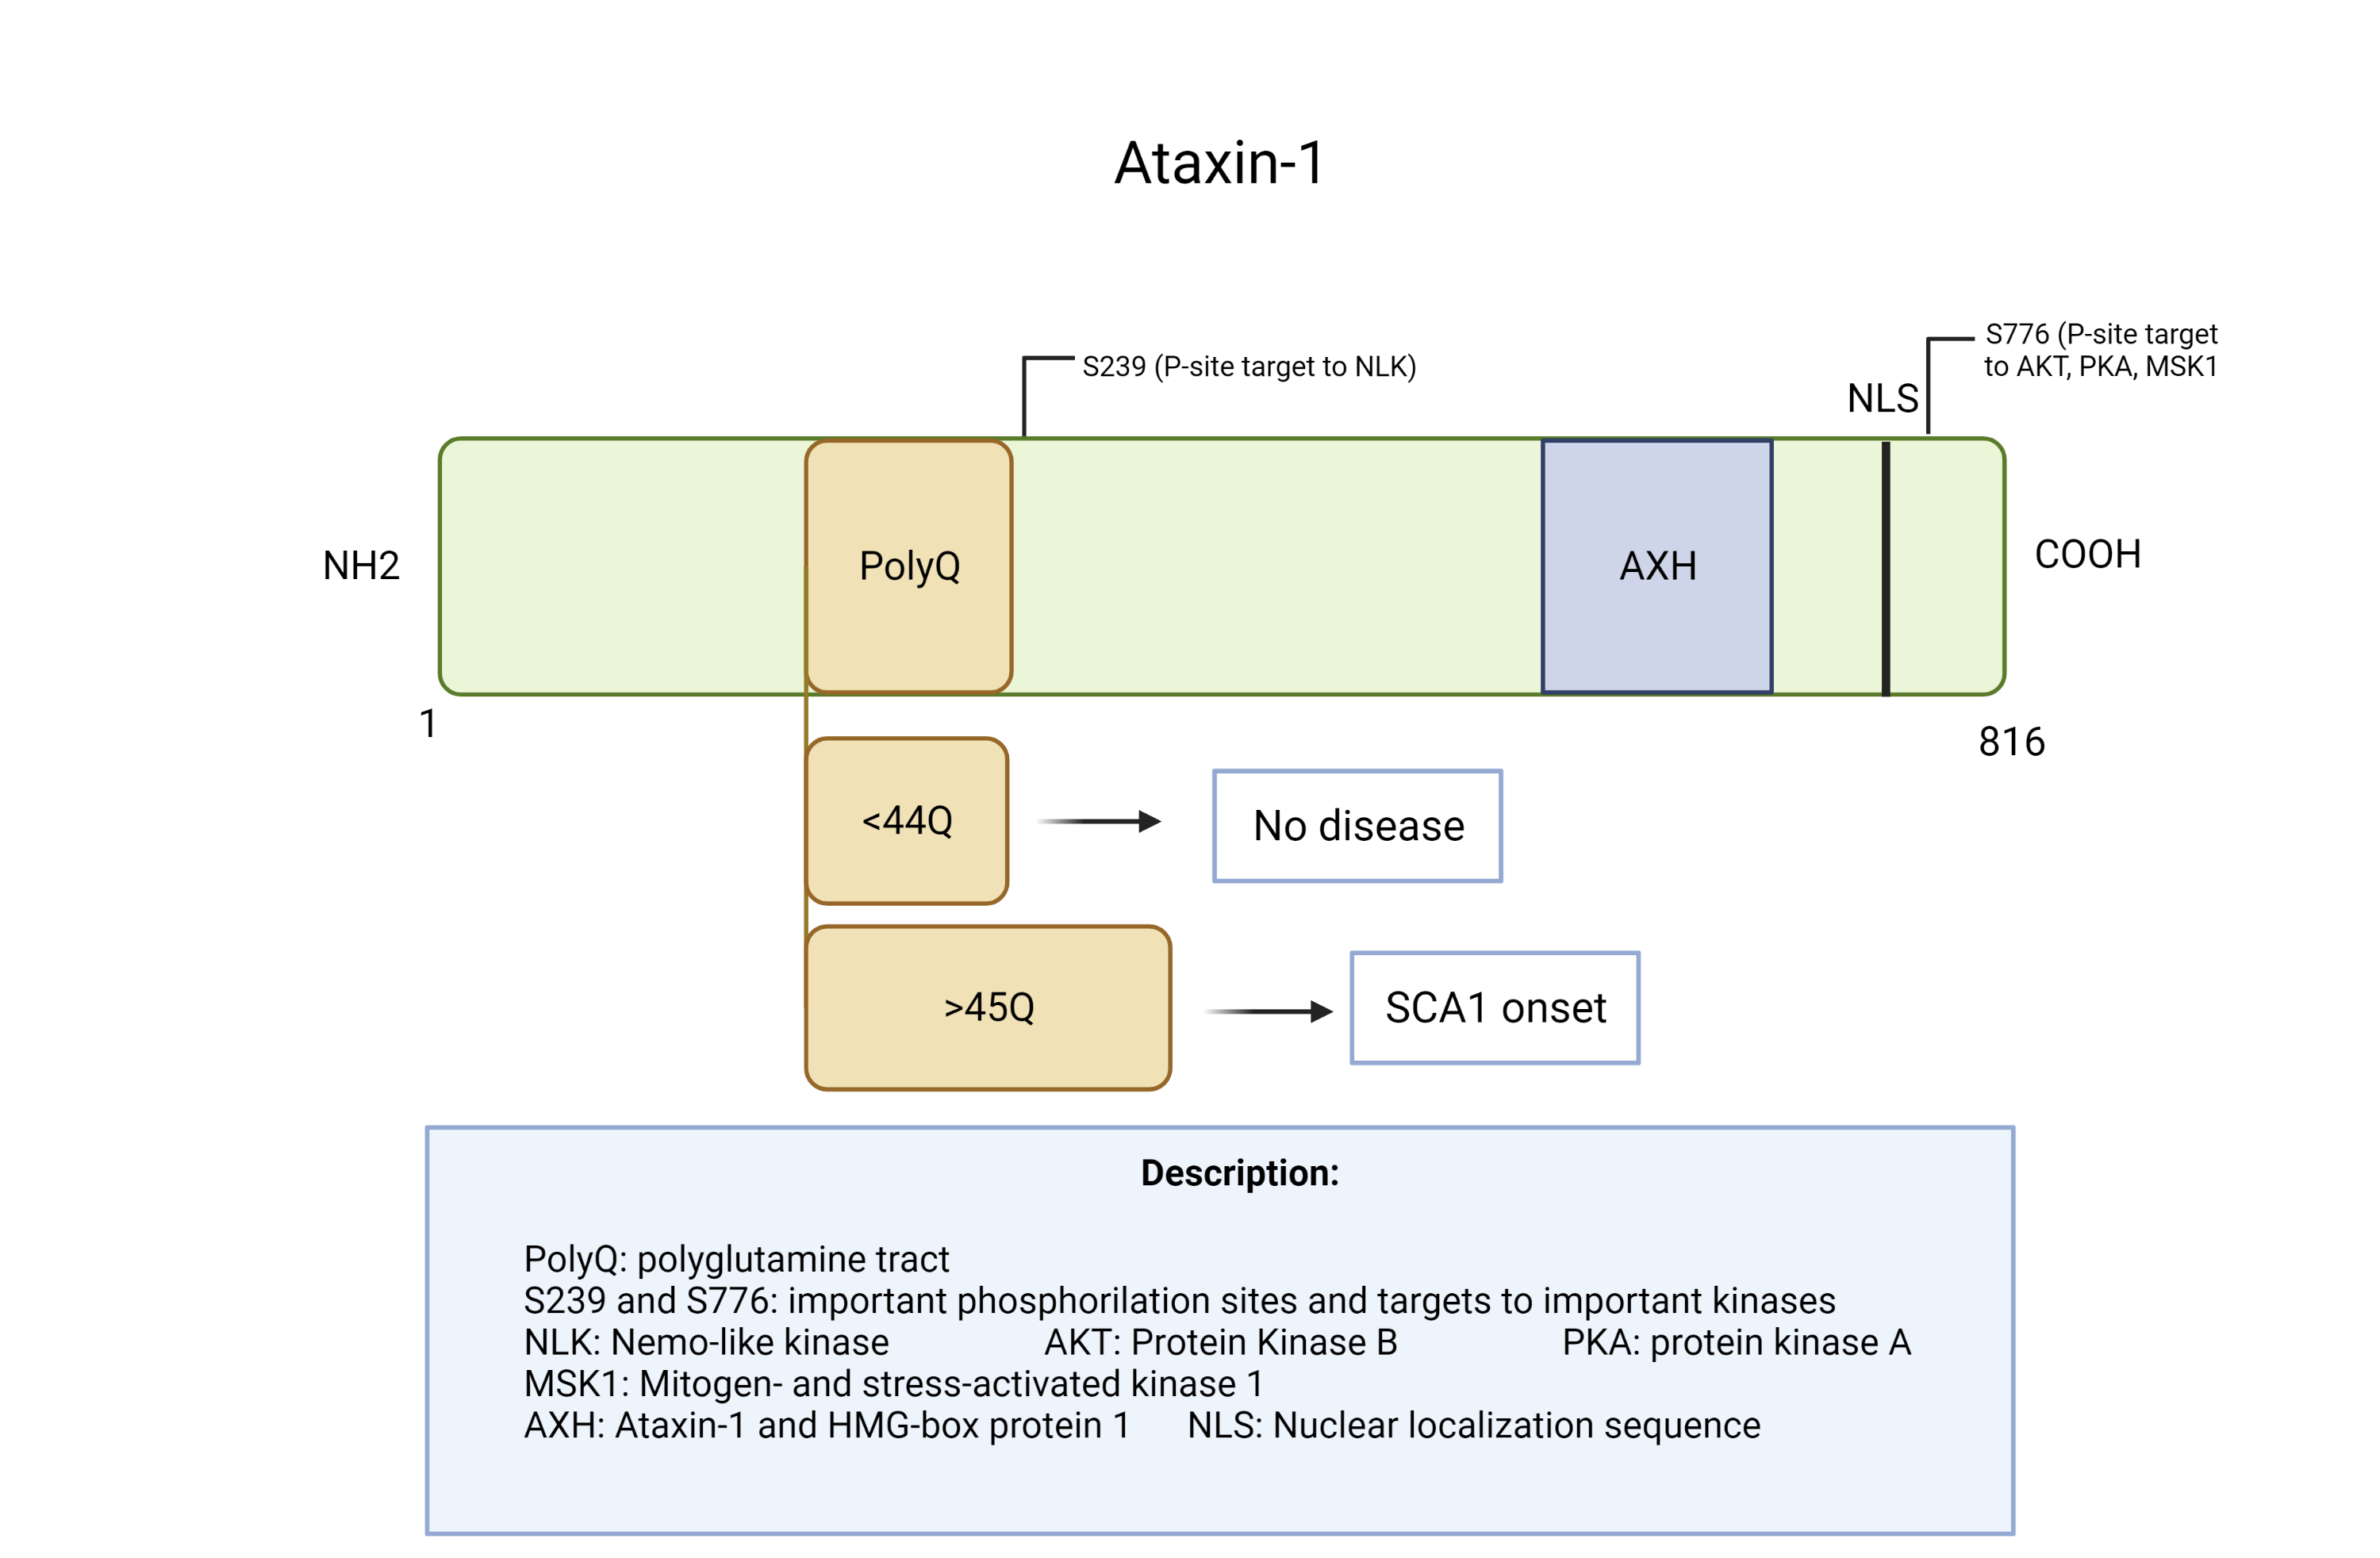 Ataxin-1
S239 (P-site target to NLK)
S776 (P-site target
to AKT, PKA, MSK1
NLS
NH2
PolyQ
AXH
COOH
1
816
<44Q
No disease
>45Q
SCA1 onset
Description:
PolyQ: polyglutamine tract
S239 and S776: important phosphorilation sites and targets to important kinases
NLK: Nemo-like kinase AKT: Protein Kinase B PKA: protein kinase A
MSK1: Mitogen- and stress-activated kinase 1
AXH: Ataxin-1 and HMG-box protein 1 NLS: Nuclear localization sequence